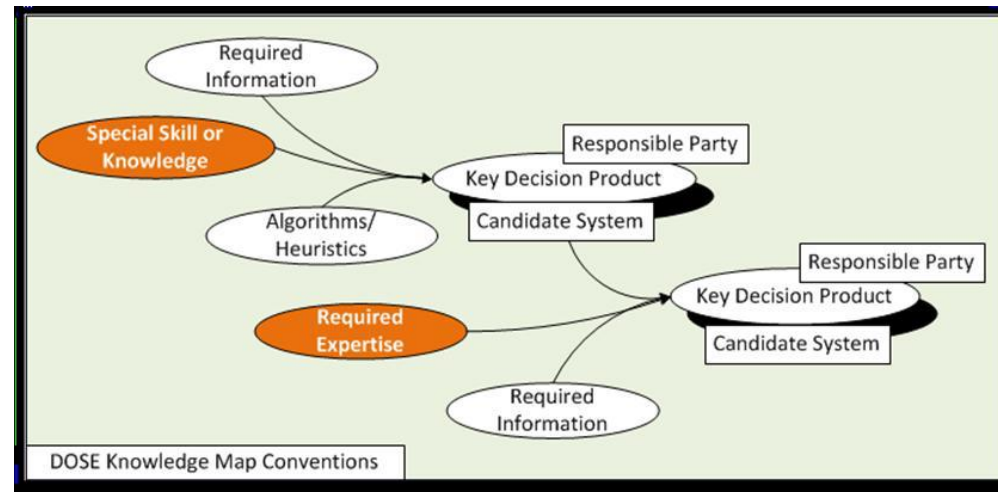 Required
Information
Special Skill or
Knowledge
Algorithms/
Heuristics
Responsible Party
Key Decision Product
Candidate System
Responsible Party
Key Decision Product
Candidate System
Required
Expertise
Required
Information
DOSE Knowledge Map Conventions